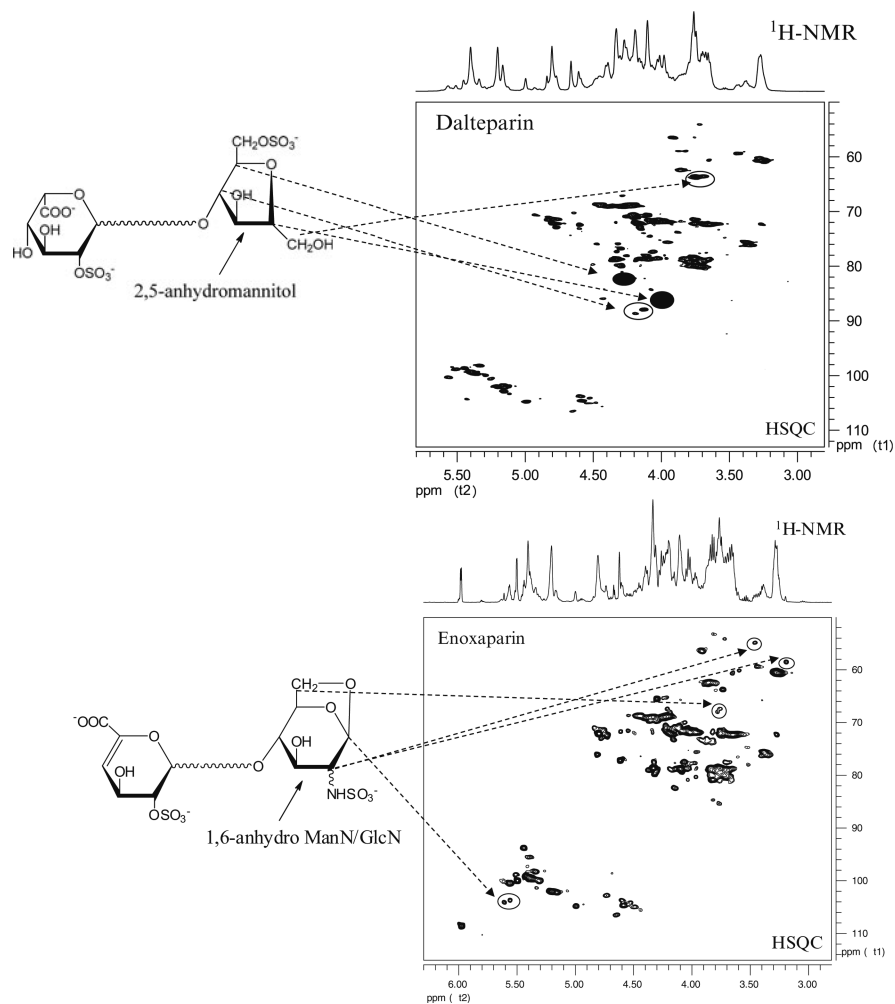 ¹H-NMR
Dalteparin
CH₂OSO₃⁻
O
OH
O
CH₂OH
O
COO⁻
OH
HO
OSO₃⁻
2,5-anhydromannitol
60
70
80
90
100
110
HSQC
ppm (t1)
5.50 5.00 4.50 4.00 3.50 3.00
ppm (t2)
¹H-NMR
Enoxaparin
CH₂
O
O
⁻OOC
O
OH
O
OH
OSO₃⁻
NHSO₃⁻
1,6-anhydro ManN/GlcN
60
70
80
90
100
110
HSQC
ppm ( t1)
6.00 5.50 5.00 4.50 4.00 3.50 3.00
ppm ( t2)